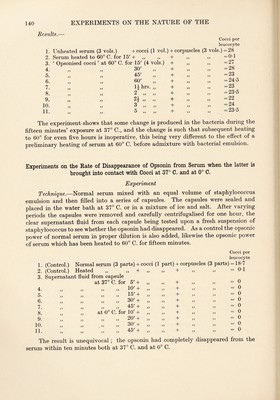 140 EXPERIMENTS ON THE NATURE OF THE
Results.—
Cocci per
leucocyte
1. Unheated serum (3 vols.) + cocci (1 vol.) + corpuscles (3 vols.) = 28
2. Serum heated to 60° C. for 15′ + ,, ,, + ,, ,, = 0·1
3. ‘Opsonised cocci’ at 60° C. for 15′ (4 vols.) + ,, ,, = 27
4. ,, ,, 30′ ,, + ,, ,, = 28
5. ,, ,, 45′ ,, + ,, ,, = 23
6. ,, ,, 60′ ,, + ,, ,, = 24·5
7. ,, ,, 1½ hrs. ,, + ,, ,, = 23
8. ,, ,, 2 ,, ,, + ,, ,, = 23·5
9. ,, ,, 2½ ,, ,, + ,, ,, = 22
10. ,, ,, 3 ,, ,, + ,, ,, = 24
11. ,, ,, 5 ,, ,, + ,, ,, = 22·5
The experiment shows that some change is produced in the bacteria during the
fifteen minutes’ exposure at 37° C., and the change is such that subsequent heating
to 60° for even five hours is inoperative, this being very different to the effect of a
preliminary heating of serum at 60° C. before admixture with bacterial emulsion.
Experiments on the Rate of Disappearance of Opsonin from Serum when the latter is
brought into contact with Cocci at 37° C. and at 0° C.
Experiment
Technique.—Normal serum mixed with an equal volume of staphylococcus
emulsion and then filled into a series of capsules. The capsules were sealed and
placed in the water bath at 37° C. or in a mixture of ice and salt. After varying
periods the capsules were removed and carefully centrifugalised for one hour, the
clear supernatant fluid from each capsule being tested upon a fresh suspension of
staphylococcus to see whether the opsonin had disappeared. As a control the opsonic
power of normal serum in proper dilution is also added, likewise the opsonic power
of serum which has been heated to 60° C. for fifteen minutes.
Cocci per
leucocyte
1. (Control.) Normal serum (3 parts) + cocci (1 part) + corpuscles (3 parts) = 18·7
2. (Control.) Heated ,, ,, + ,, ,, + ,, ,, = 0·1
3. Supernatant fluid from capsule
at 37° C. for 5′ + ,, ,, + ,, ,, = 0
4. ,, ,, ,, ,, 10′ + ,, ,, + ,, ,, = 0
5. ,, ,, ,, ,, 15′ + ,, ,, + ,, ,, = 0
6. ,, ,, ,, ,, 30′ + ,, ,, + ,, ,, = 0
7. ,, ,, ,, ,, 45′ + ,, ,, + ,, ,, = 0
8. ,, ,, at 0° C. for 10′ + ,, ,, + ,, ,, = 0
9. ,, ,, ,, ,, 20′ + ,, ,, + ,, ,, = 0
10. ,, ,, ,, ,, 30′ + ,, ,, + ,, ,, = 0
11. ,, ,, ,, ,, 45′ + ,, ,, + ,, ,, = 0
The result is unequivocal; the opsonin had completely disappeared from the
serum within ten minutes both at 37° C. and at 0° C.